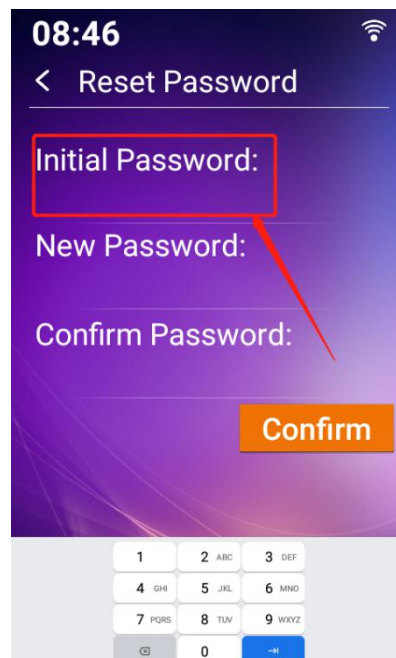 08:46
< Reset Password
Initial Password:
New Password:
Confirm Password:
Confirm
1 2 ABC 3 DEF
4 GHI 5 JKL 6 MNO
7 PQRS 8 TUV 9 WXYZ
0